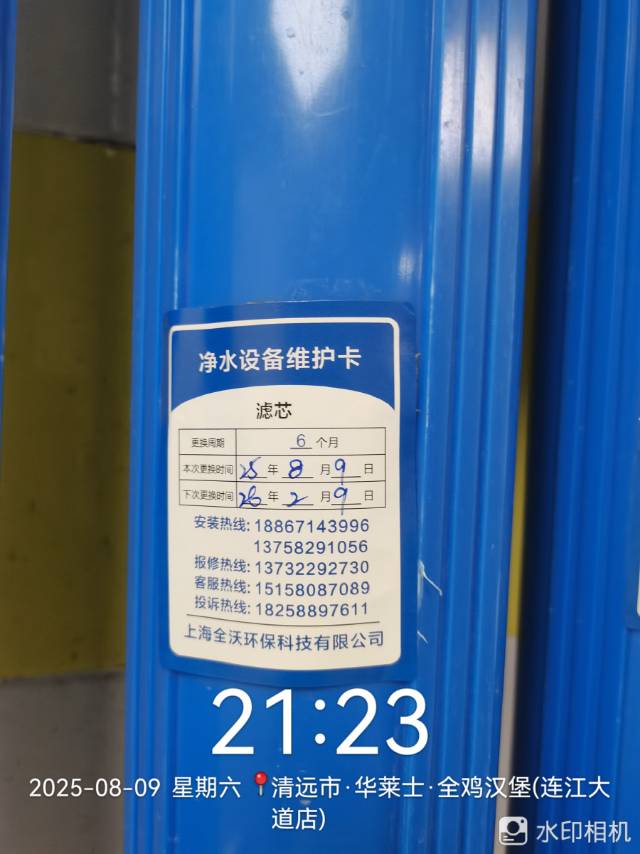 净水设备维护卡
滤芯
更换周期 6 个月
本次更换时间 25 年 8 月 9 日
下次更换时间 26 年 2 月 9 日
安装热线: 18867143996
13758291056
报修热线: 13732292730
客服热线: 15158087089
投诉热线: 18258897611
上海全沃环保科技有限公司
21:23
2025-08-09 星期六 清远市·华莱士·全鸡汉堡(连江大
道店)
水印相机